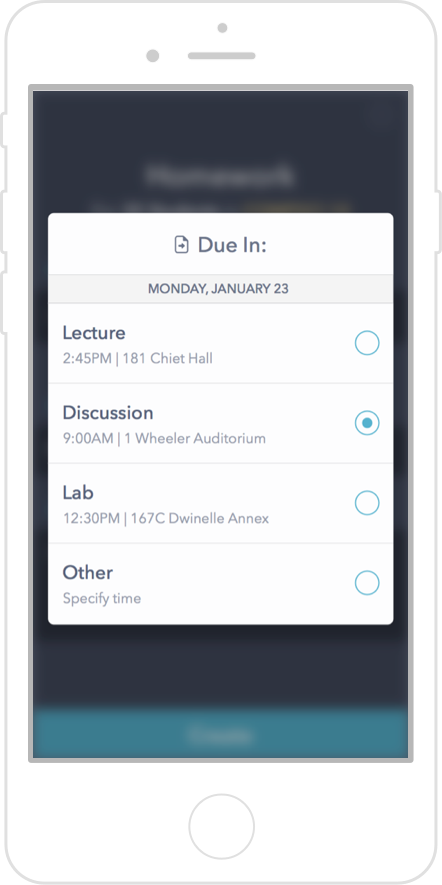 Homework
Due In:
MONDAY, JANUARY 23
Lecture
2:45PM | 181 Chiet Hall
Discussion
9:00AM | 1 Wheeler Auditorium
Lab
12:30PM | 167C Dwinelle Annex
Other
Specify time
Create